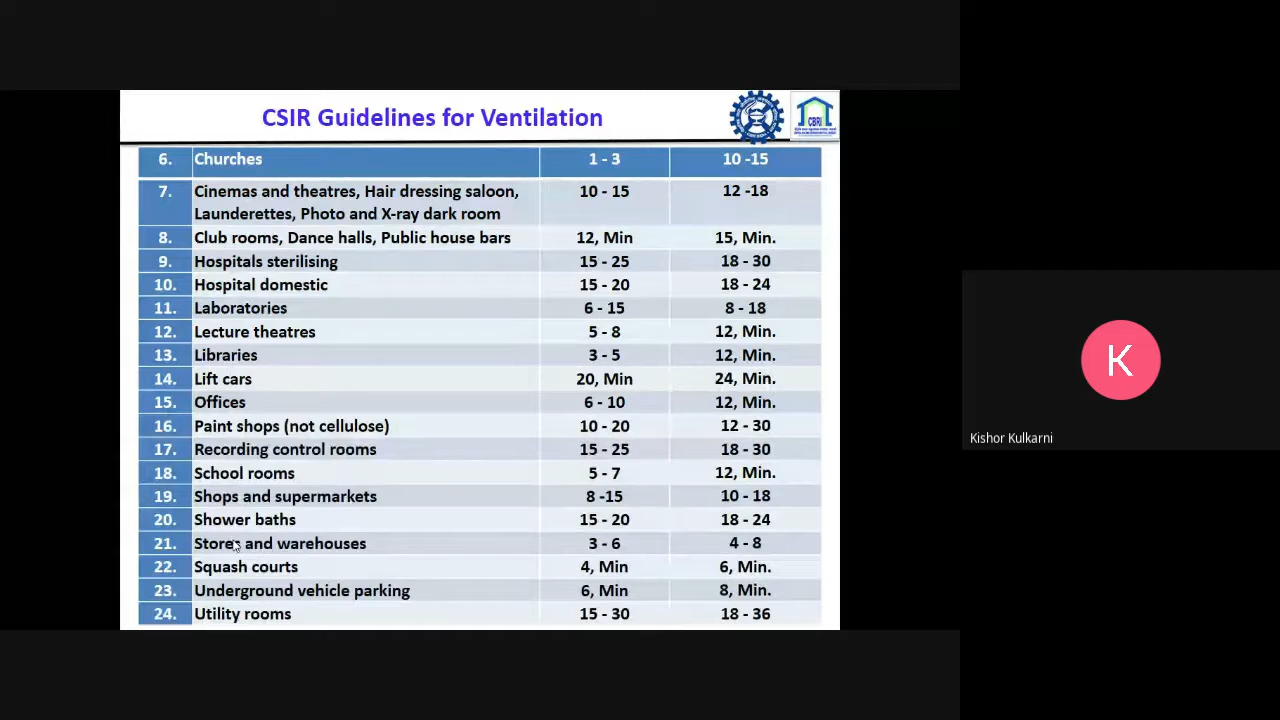 CSIR Guidelines for Ventilation
CBRI
6. Churches 1 - 3 10 -15
7. Cinemas and theatres, Hair dressing saloon, 10 - 15 12 -18
Launderettes, Photo and X-ray dark room
8. Club rooms, Dance halls, Public house bars 12, Min 15, Min.
9. Hospitals sterilising 15 - 25 18 - 30
10. Hospital domestic 15 - 20 18 - 24
11. Laboratories 6 - 15 8 - 18
12. Lecture theatres 5 - 8 12, Min.
13. Libraries 3 - 5 12, Min.
14. Lift cars 20, Min 24, Min.
15. Offices 6 - 10 12, Min.
16. Paint shops (not cellulose) 10 - 20 12 - 30
17. Recording control rooms 15 - 25 18 - 30
18. School rooms 5 - 7 12, Min.
19. Shops and supermarkets 8 -15 10 - 18
20. Shower baths 15 - 20 18 - 24
21. Stores and warehouses 3 - 6 4 - 8
22. Squash courts 4, Min 6, Min.
23. Underground vehicle parking 6, Min 8, Min.
24. Utility rooms 15 - 30 18 - 36
K
Kishor Kulkarni